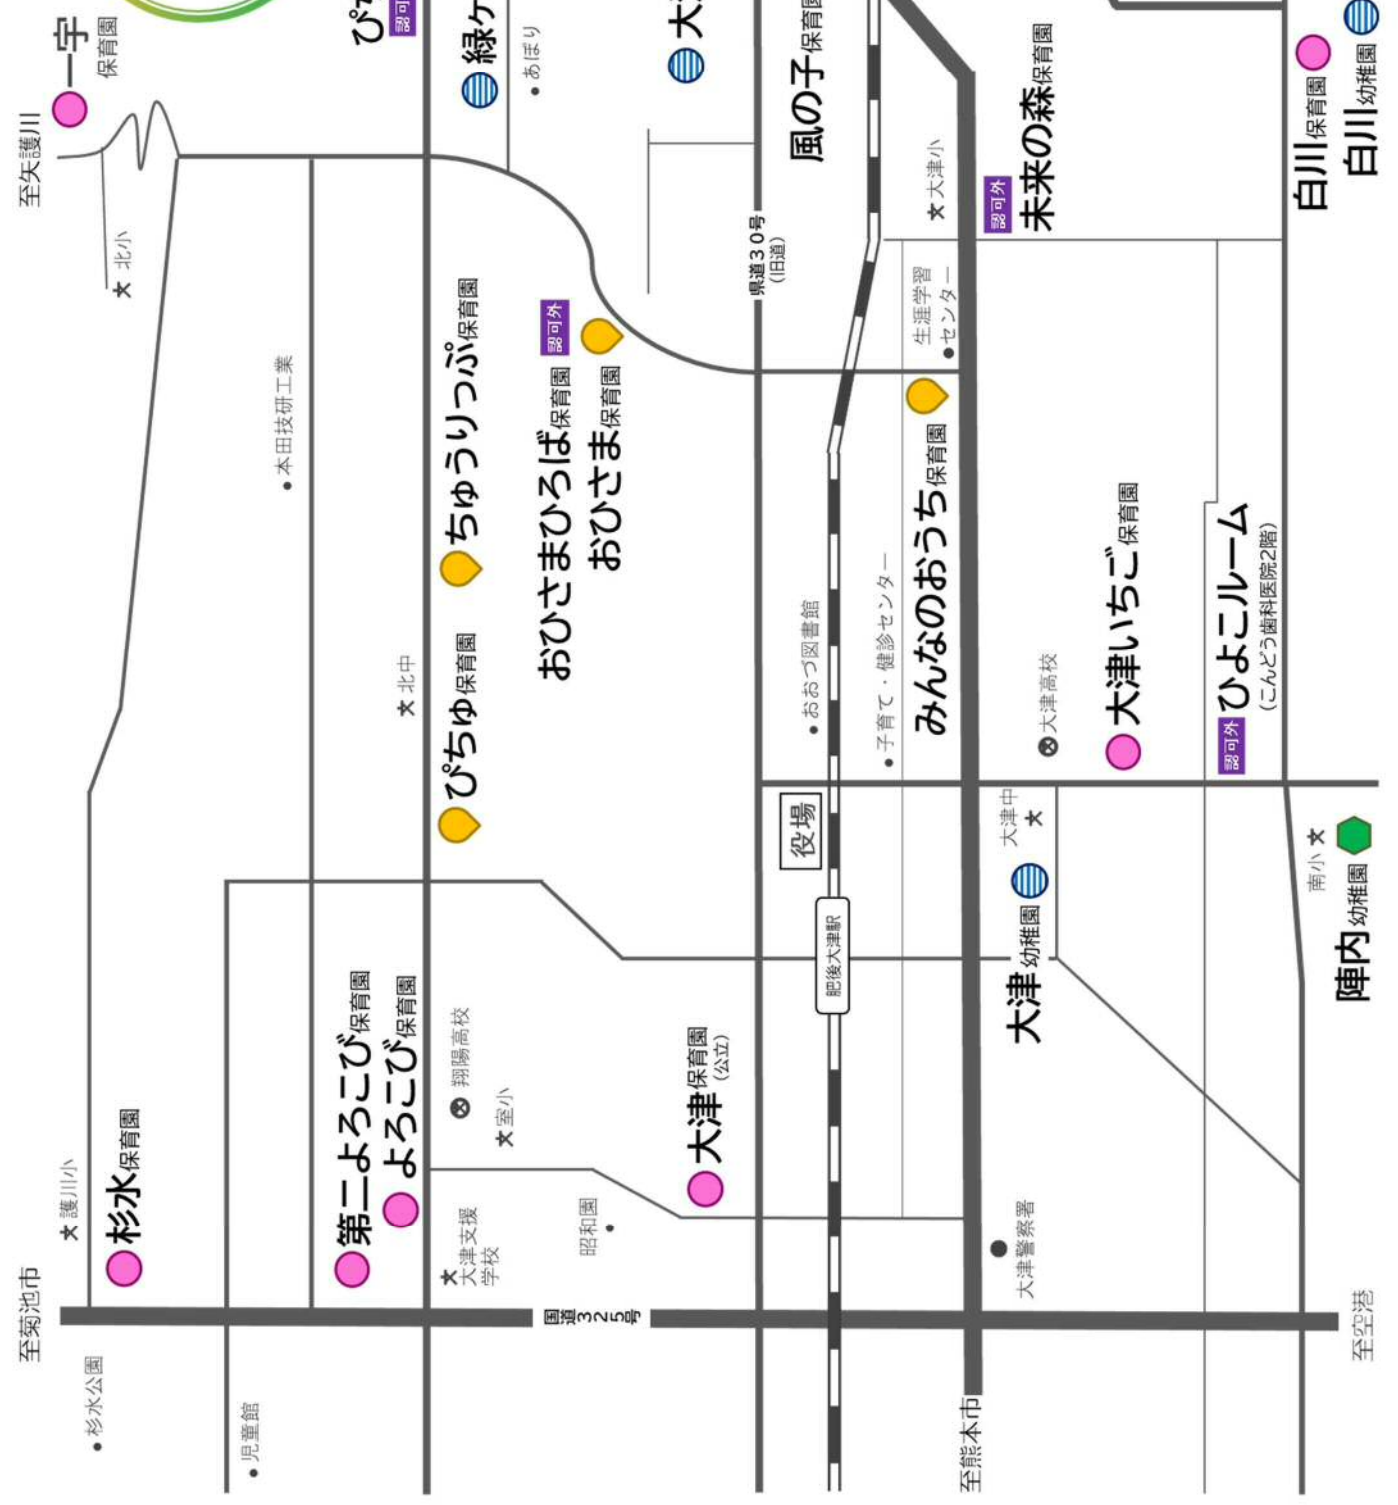 至矢護川
一宇
保育園
ぴち
認可
緑ケ
あぼり
大
風の子保育園
大津小
認可外
未来の森保育園
白川保育園
白川幼稚園
北小
本田技研工業
ちゅうりっぷ保育園
認可外
おひさまひろば保育園
おひさま保育園
県道30号
(旧道)
生涯学習
センター
みんなのおうち保育園
北中
ぴちゅ保育園
おおづ図書館
子育て・健診センター
大津高校
大津いちご保育園
認可外
ひよこルーム
(こんどう歯科医院2階)
役場
肥後大津駅
大津中
大津幼稚園
南小
陣内幼稚園
至菊池市
護川小
杉水保育園
第二よろこび保育園
よろこび保育園
翔陽高校
室小
大津支援
学校
昭和園
大津保育園
(公立)
大津警察署
国道325号
杉水公園
児童館
至熊本市
至空港